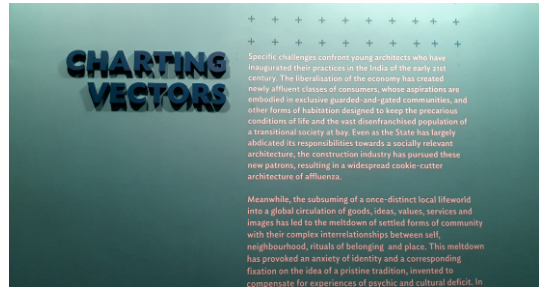 CHARTING
VECTORS
Specific challenges confront young architects who have
inaugurated their practices in the India of the early 21st
century. The liberalisation of the economy has created
newly affluent classes of consumers, whose aspirations are
embodied in exclusive guarded-and-gated communities, and
other forms of habitation designed to keep the precarious
conditions of life and the vast disenfranchised population of
a transitional society at bay. Even as the State has largely
abdicated its responsibilities towards a socially relevant
architecture, the construction industry has pursued these
new patrons, resulting in a widespread cookie-cutter
architecture of affluenza.
Meanwhile, the subsuming of a once-distinct local lifeworld
into a global circulation of goods, ideas, values, services and
images has led to the meltdown of settled forms of community
with their complex interrelationships between self,
neighbourhood, rituals of belonging and place. This meltdown
has provoked an anxiety of identity and a corresponding
fixation on the idea of a pristine tradition, invented to
compensate for experiences of psychic and cultural deficit. In